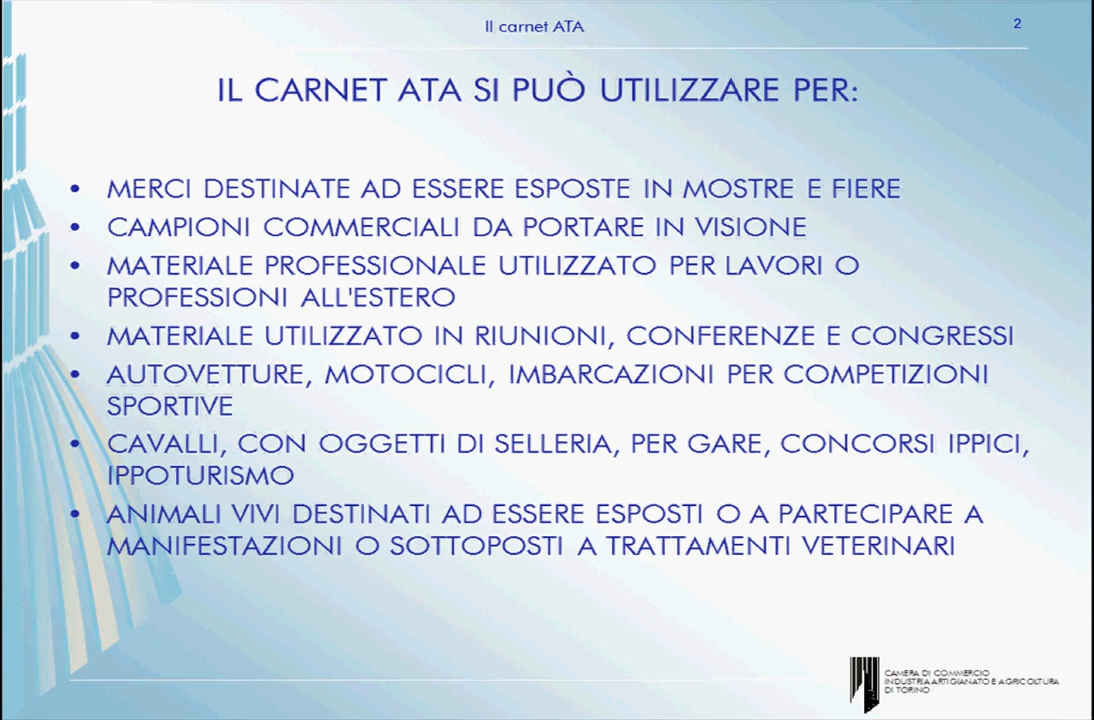 Il carnet ATA
2
IL CARNET ATA SI PUÒ UTILIZZARE PER:
• MERCI DESTINATE AD ESSERE ESPOSTE IN MOSTRE E FIERE
• CAMPIONI COMMERCIALI DA PORTARE IN VISIONE
• MATERIALE PROFESSIONALE UTILIZZATO PER LAVORI O
PROFESSIONI ALL'ESTERO
• MATERIALE UTILIZZATO IN RIUNIONI, CONFERENZE E CONGRESSI
• AUTOVETTURE, MOTOCICLI, IMBARCAZIONI PER COMPETIZIONI
SPORTIVE
• CAVALLI, CON OGGETTI DI SELLERIA, PER GARE, CONCORSI IPPICI,
IPPOTURISMO
• ANIMALI VIVI DESTINATI AD ESSERE ESPOSTI O A PARTECIPARE A
MANIFESTAZIONI O SOTTOPOSTI A TRATTAMENTI VETERINARI
CAMERA DI COMMERCIO
INDUSTRIA ARTIGIANATO E AGRICOLTURA
DI TORINO